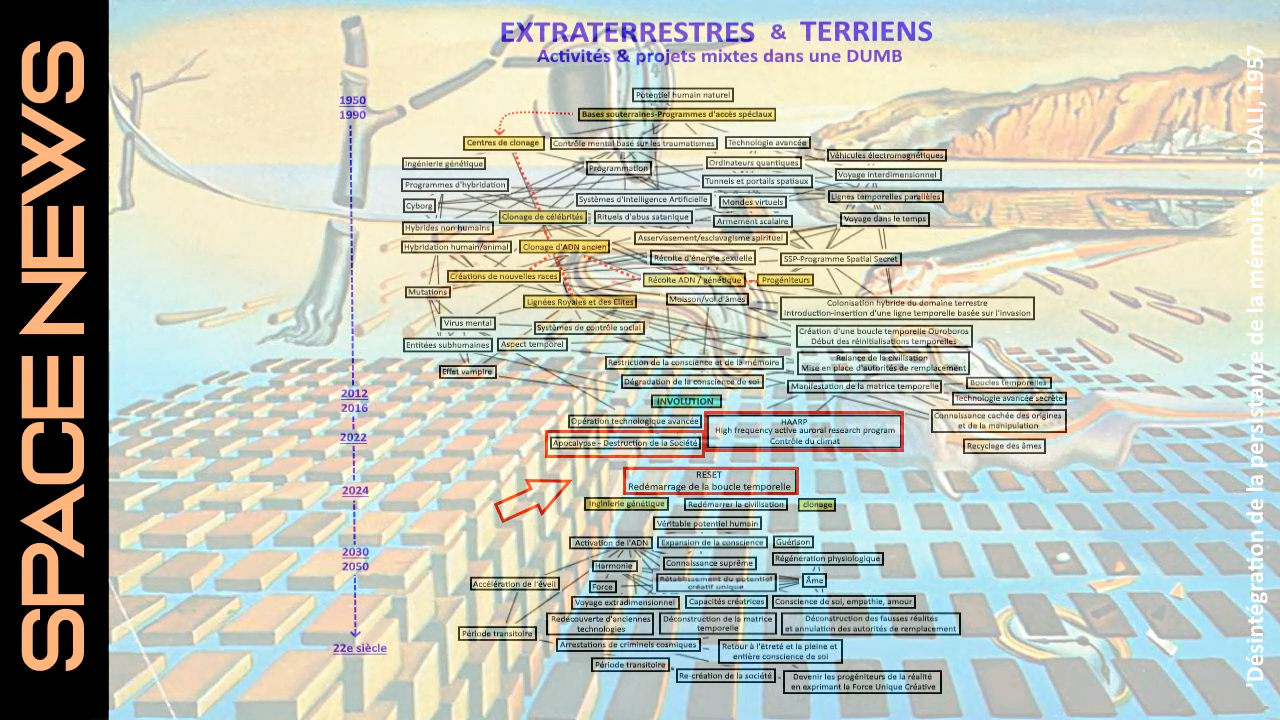 SPACE NEWS
EXTRATERRESTRES & TERRIENS
Activités & projets mixtes dans une DUMB
1950
1990
Potentiel humain naturel
Bases souterraines-Programmes d'accès spéciaux
Centres de clonage
Contrôle mental basé sur les traumatismes
Technologie avancée
Ingénierie génétique
Programmation
Ordinateurs quantiques
Véhicules électromagnétiques
Programmes d'hybridation
Tunnels et portails spatiaux
Voyage interdimensionnel
Cyborg
Systèmes d'Intelligence Artificielle
Mondes virtuels
Lignes temporelles parallèles
Clonage de célébrités
Rituels d'abus satanique
Armement scalaire
Voyage dans le temps
Hybrides non humains
Hybridation humain/animal
Clonage d'ADN ancien
Asservissement/esclavagisme spirituel
Récolte d'énergie sexuelle
SSP-Programme Spatial Secret
Créations de nouvelles races
Récolte ADN / génétique
Progéniteurs
Mutations
Lignées Royales et des Elites
Moisson/vol d'âmes
Colonisation hybride du domaine terrestre
Introduction-insertion d'une ligne temporelle basée sur l'invasion
Virus mental
Systèmes de contrôle social
Création d'une boucle temporelle Ouroboros
Début des réinitialisations temporelles
Entitées subhumaines
Aspect temporel
Restriction de la conscience et de la mémoire
Relance de la civilisation
Mise en place d'autorités de remplacement
Effet vampire
Dégradation de la conscience de soi
Manifestation de la matrice temporelle
Boucles temporelles
2012
2016
INVOLUTION
Technologie avancée secrète
Opération technologique avancée
HAARP
High frequency active auroral research program
Contrôle du climat
Connaissance cachée des origines
et de la manipulation
2022
Apocalypse - Destruction de la Société
Recyclage des âmes
2024
RESET
Redémarrage de la boucle temporelle
Inginierie génétique
Redémarrer la civilisation
clonage
Véritable potentiel humain
2030
2050
Activation de l'ADN
Expansion de la conscience
Guérison
Harmonie
Connaissance suprême
Régénération physiologique
Accélération de l'éveil
Force
Rétablissement du potentiel
créatif unique
Âme
Voyage extradimensionnel
Capacités créatrices
Conscience de soi, empathie, amour
Redécouverte d'anciennes
technologies
Déconstruction de la matrice
temporelle
Déconstruction des fausses réalités
et annulation des autorités de remplacement
Période transitoire
22e siècle
Arrestations de criminels cosmiques
Retour à l'étreté et la pleine et
entière conscience de soi
Période transitoire
Re-création de la société
Devenir les progéniteurs de la réalité
en exprimant la Force Unique Créative
'Désintégration de la persistage de la mémoire" S. DALI, 1957